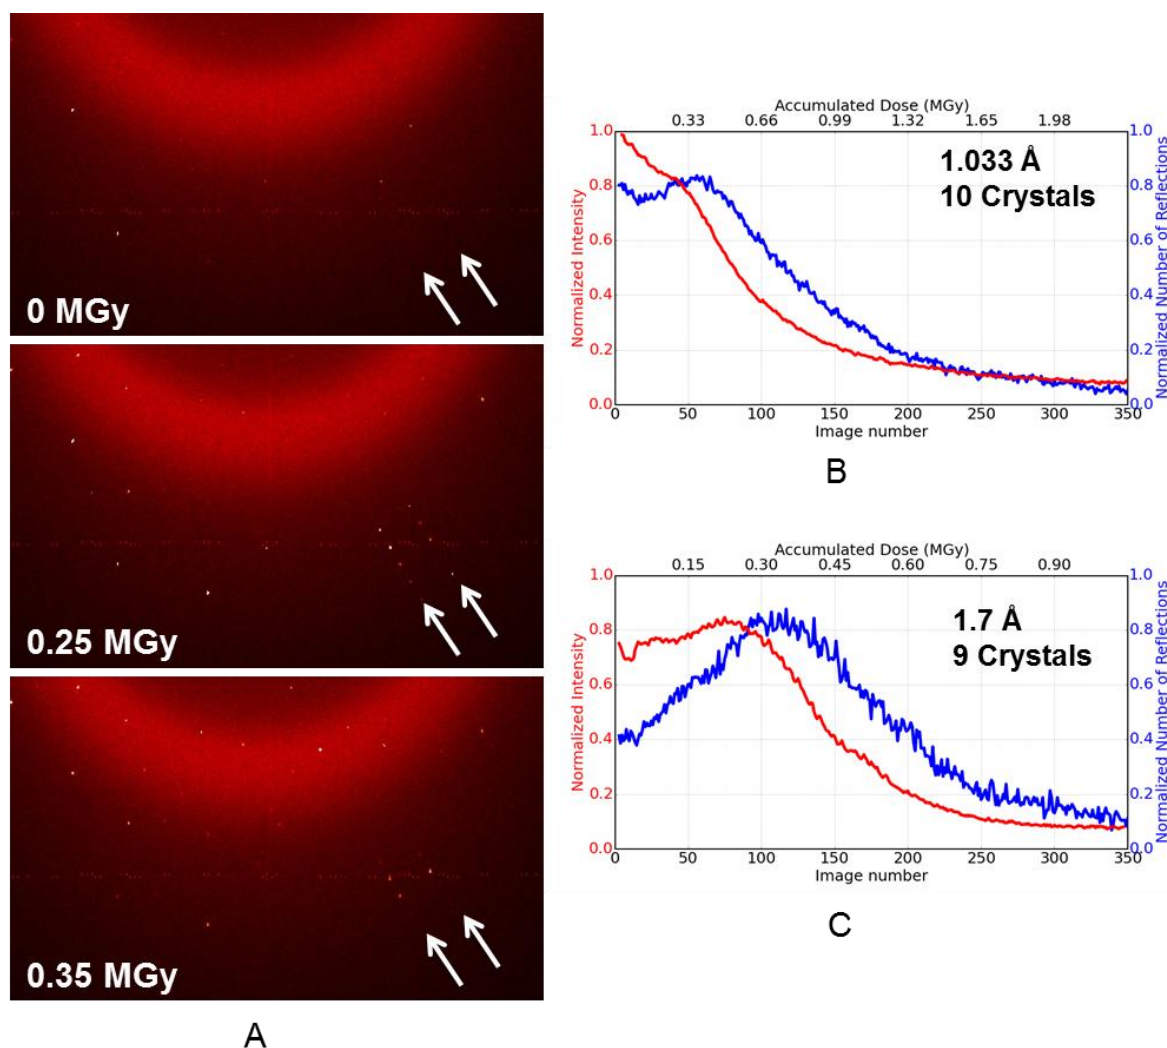 0 MGy
0.25 MGy
0.35 MGy
A
Accumulated Dose (MGy)
0.33 0.66 0.99 1.32 1.65 1.98
1.0 1.0
0.8 0.8
0.6 0.6
0.4 0.4
0.2 0.2
0.0 0.0
Normalized Intensity
Normalized Number of Reflections
1.033 Å
10 Crystals
0 50 100 150 200 250 300 350
Image number
B
Accumulated Dose (MGy)
0.15 0.30 0.45 0.60 0.75 0.90
1.0 1.0
0.8 0.8
0.6 0.6
0.4 0.4
0.2 0.2
0.0 0.0
Normalized Intensity
Normalized Number of Reflections
1.7 Å
9 Crystals
0 50 100 150 200 250 300 350
Image number
C